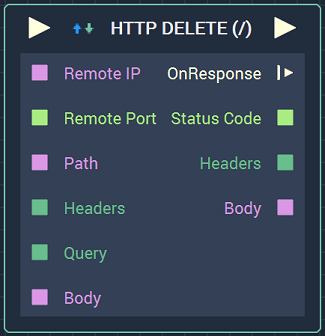 HTTP DELETE (/)
Remote IP OnResponse
Remote Port Status Code
Path Headers
Headers Body
Query
Body